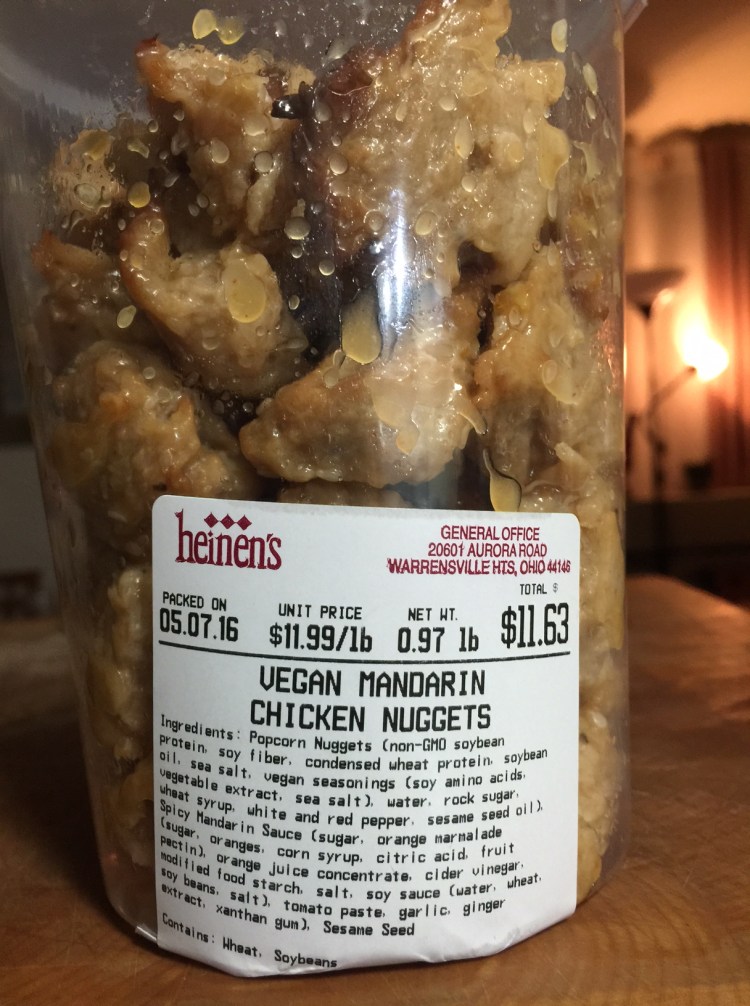 heinen's
GENERAL OFFICE
20601 AURORA ROAD
WARRENSVILLE HTS, OHIO 44146
PACKED ON
05.07.16
UNIT PRICE
$11.99/lb
NET WT.
0.97 lb
TOTAL $
$11.63
VEGAN MANDARIN
CHICKEN NUGGETS
Ingredients: Popcorn Nuggets (non-GMO soybean
protein, soy fiber, condensed wheat protein, soybean
oil, sea salt, vegan seasonings (soy amino acids,
vegetable extract, sea salt), water, rock sugar,
wheat syrup, white and red pepper, sesame seed oil),
Spicy Mandarin Sauce (sugar, orange marmalade
(sugar, oranges, corn syrup, citric acid, fruit
pectin), orange juice concentrate, cider vinegar,
modified food starch, salt, soy sauce (water, wheat,
soy beans, salt), tomato paste, garlic, ginger
extract, xanthan gum), Sesame Seed
Contains: Wheat, Soybeans